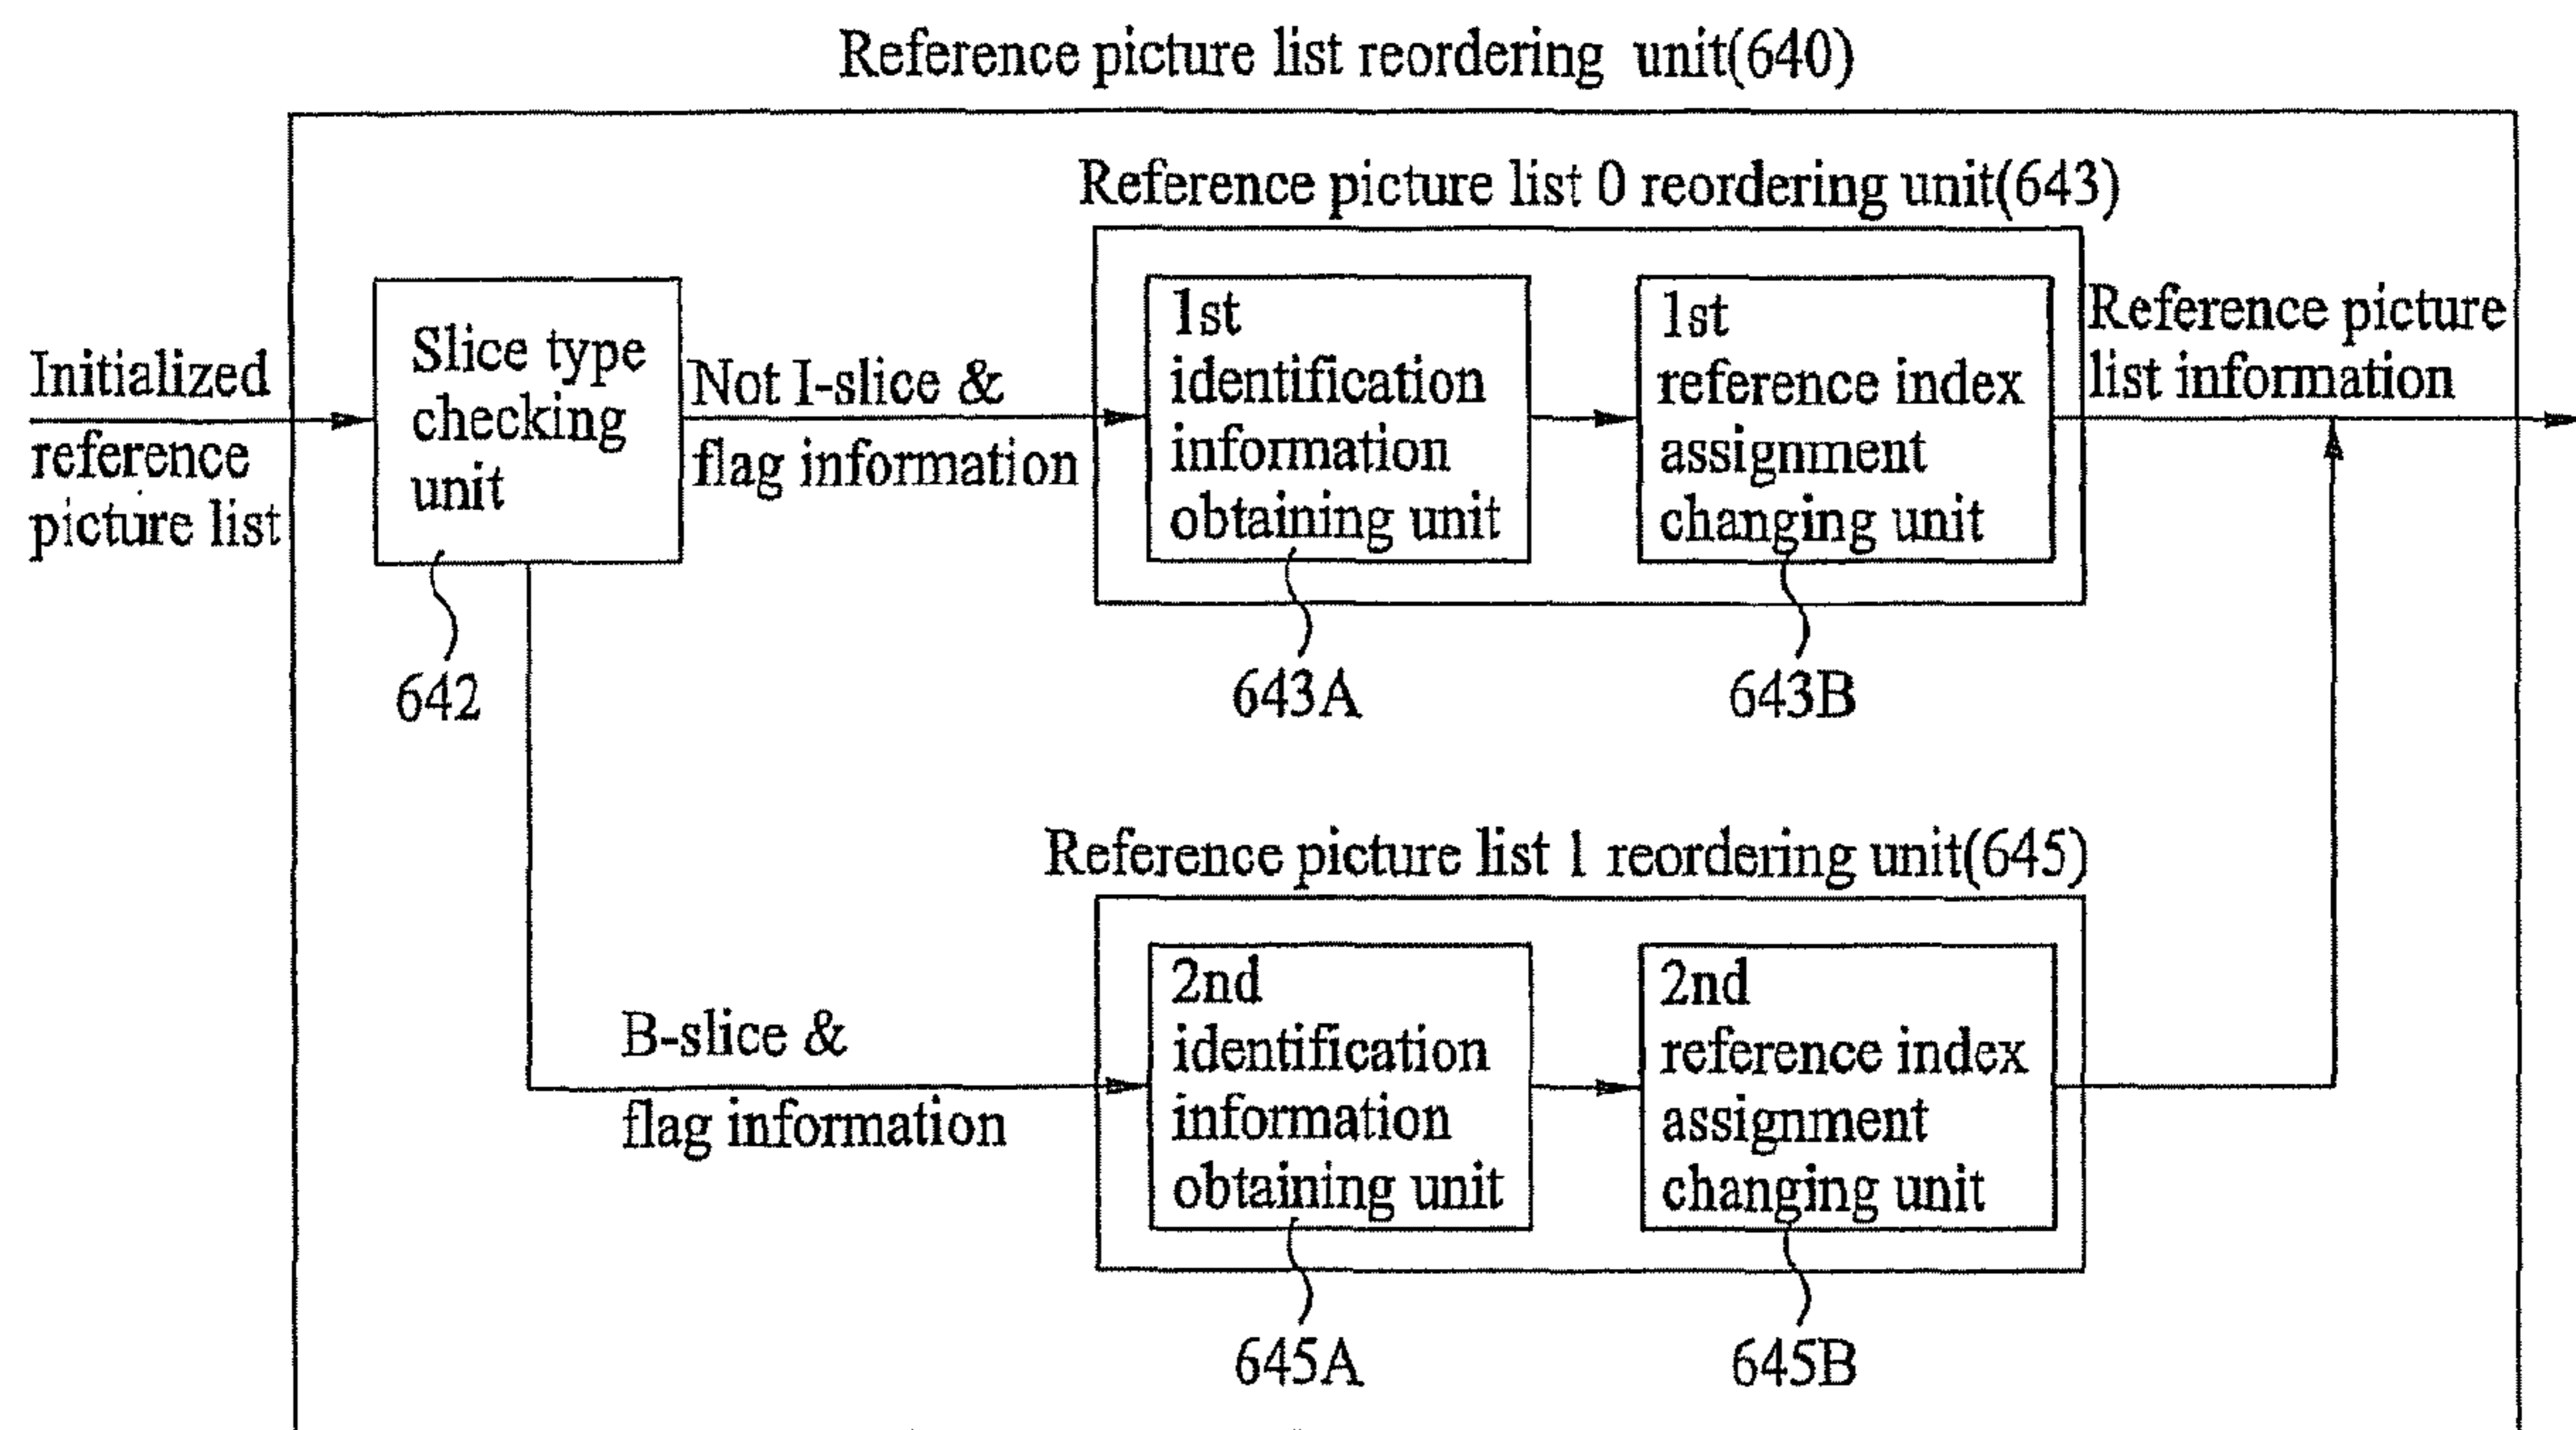 Reference picture list reordering unit(640)
Reference picture list 0 reordering unit(643)
Initialized
reference
picture list
Slice type
checking
unit
642
Not I-slice &
flag information
1st
identification
information
obtaining unit
643A
1st
reference index
assignment
changing unit
643B
Reference picture
list information
Reference picture list 1 reordering unit(645)
B-slice &
flag information
2nd
identification
information
obtaining unit
645A
2nd
reference index
assignment
changing unit
645B